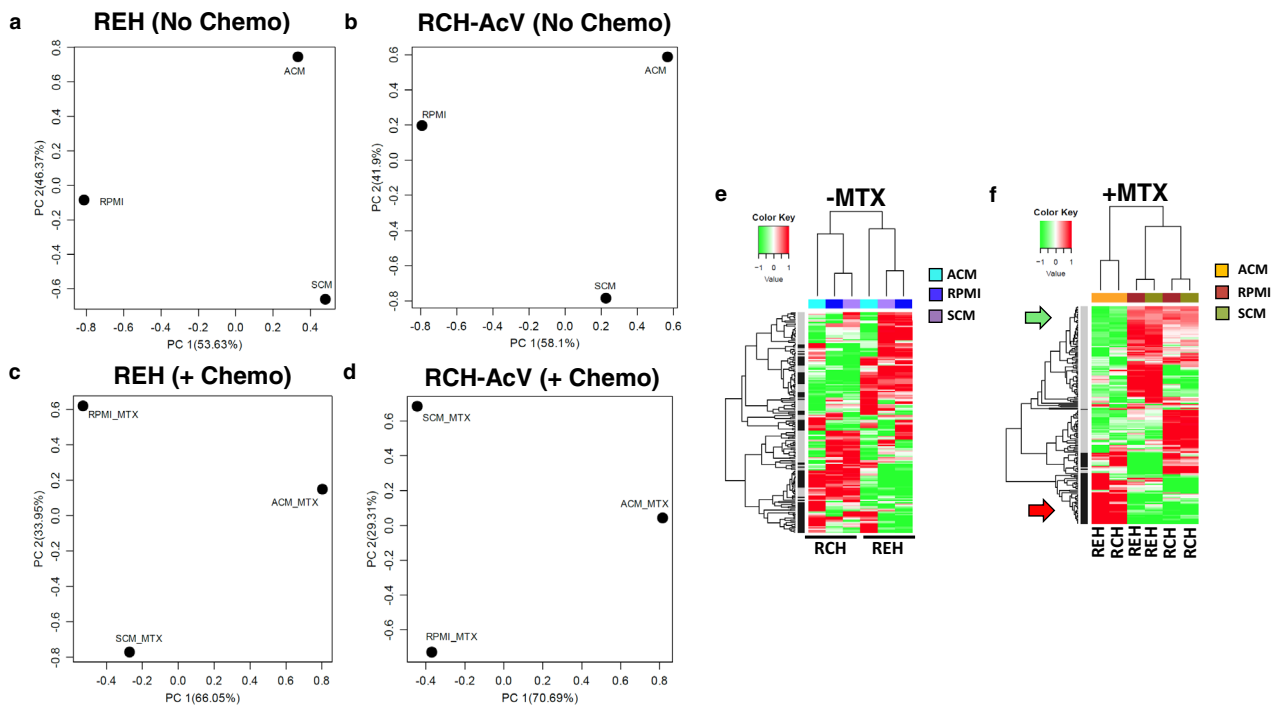 a
REH (No Chemo)
0.8
0.6
0.4
0.2
0.0
-0.2
-0.4
-0.6
PC 2(46.37%)
ACM
RPMI
SCM
-0.8
-0.6
-0.4
-0.2
0.0
0.2
0.4
PC 1(53.63%)
b
RCH-AcV (No Chemo)
0.6
0.4
0.2
0.0
-0.2
-0.4
-0.6
-0.8
PC 2(41.9%)
ACM
RPMI
SCM
-0.8
-0.6
-0.4
-0.2
0.0
0.2
0.4
0.6
PC 1(58.1%)
c
REH (+ Chemo)
0.6
0.4
0.2
0.0
-0.2
-0.4
-0.6
-0.8
PC 2(33.95%)
RPMI_MTX
ACM_MTX
SCM_MTX
-0.4
-0.2
0.0
0.2
0.4
0.6
0.8
PC 1(66.05%)
d
RCH-AcV (+ Chemo)
0.6
0.4
0.2
0.0
-0.2
-0.4
-0.6
PC 2(29.31%)
SCM_MTX
ACM_MTX
RPMI_MTX
-0.4
-0.2
0.0
0.2
0.4
0.6
0.8
PC 1(70.69%)
e
-MTX
Color Key
−1 0 1
Value
ACM
RPMI
SCM
RCH
REH
f
+MTX
Color Key
−1 0 1
Value
ACM
RPMI
SCM
REH
RCH
REH
REH
RCH
RCH